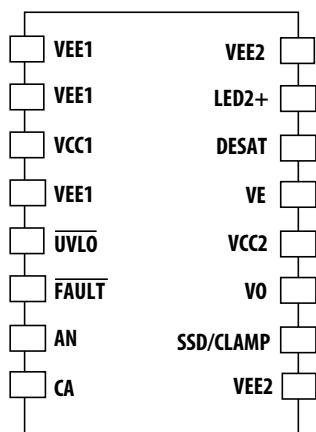 VEE1
VEE1
VCC1
VEE1
UVLO
FAULT
AN
CA
VEE2
LED2+
DESAT
VE
VCC2
VO
SSD/CLAMP
VEE2